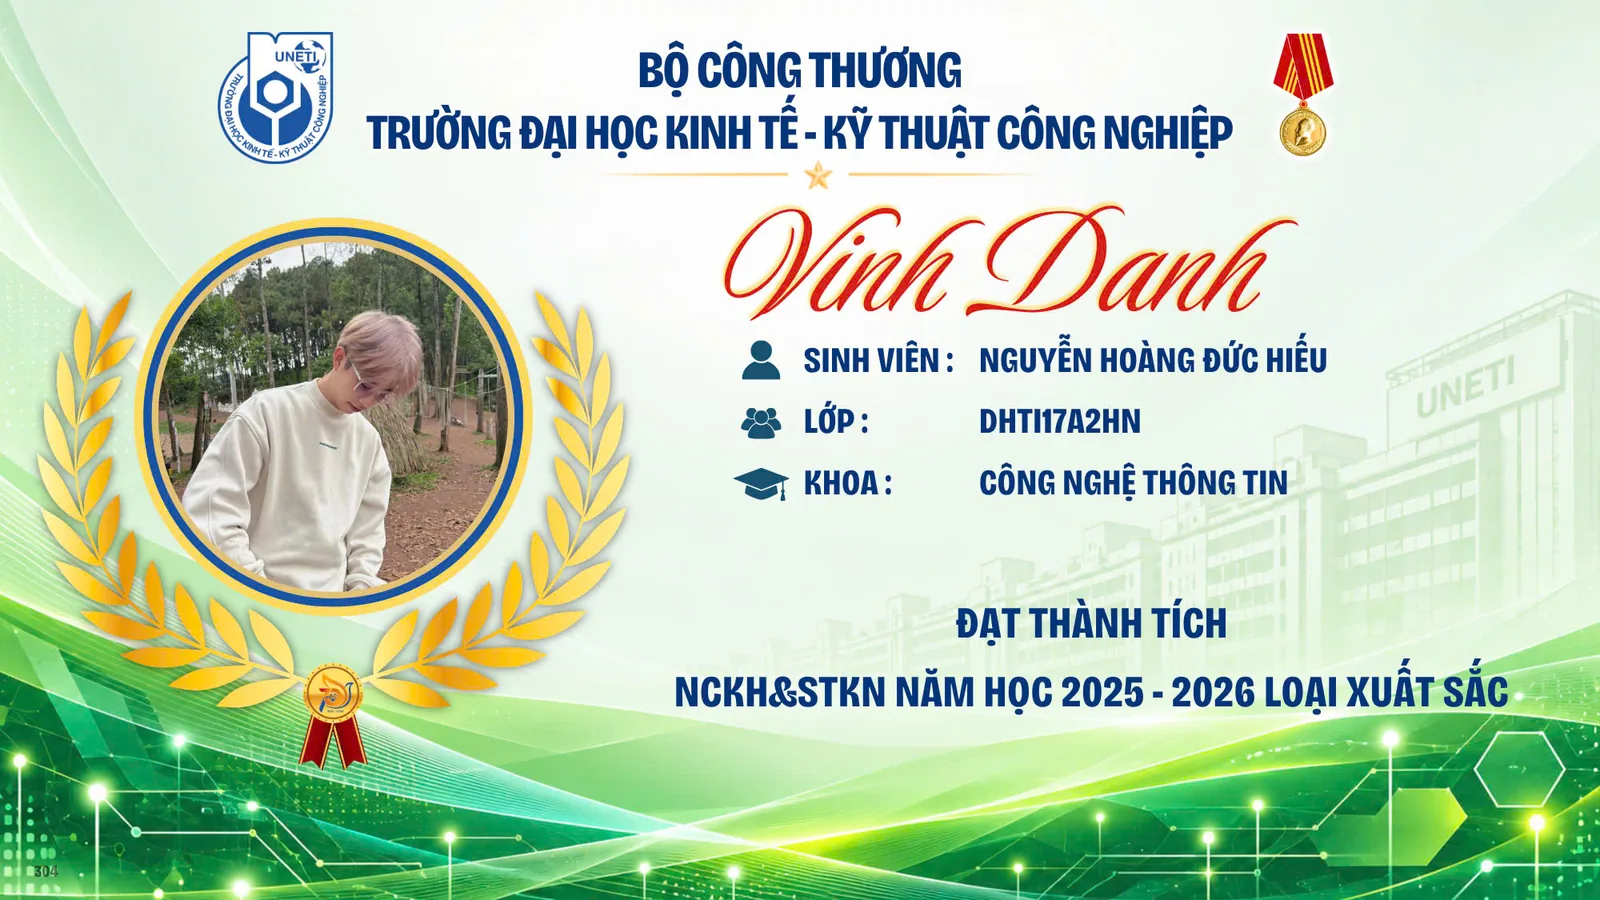 BỘ CÔNG THƯƠNG
TRƯỜNG ĐẠI HỌC KINH TẾ - KỸ THUẬT CÔNG NGHIỆP
UNETI
TRƯỜNG ĐẠI HỌC KINH TẾ - KỸ THUẬT CÔNG NGHIỆP
Vinh Danh
SINH VIÊN : NGUYỄN HOÀNG ĐỨC HIẾU
LỚP : DHTI17A2HN
KHOA : CÔNG NGHỆ THÔNG TIN
UNETI
ĐẠT THÀNH TÍCH
NCKH&STKN NĂM HỌC 2025 - 2026 LOẠI XUẤT SẮC
304